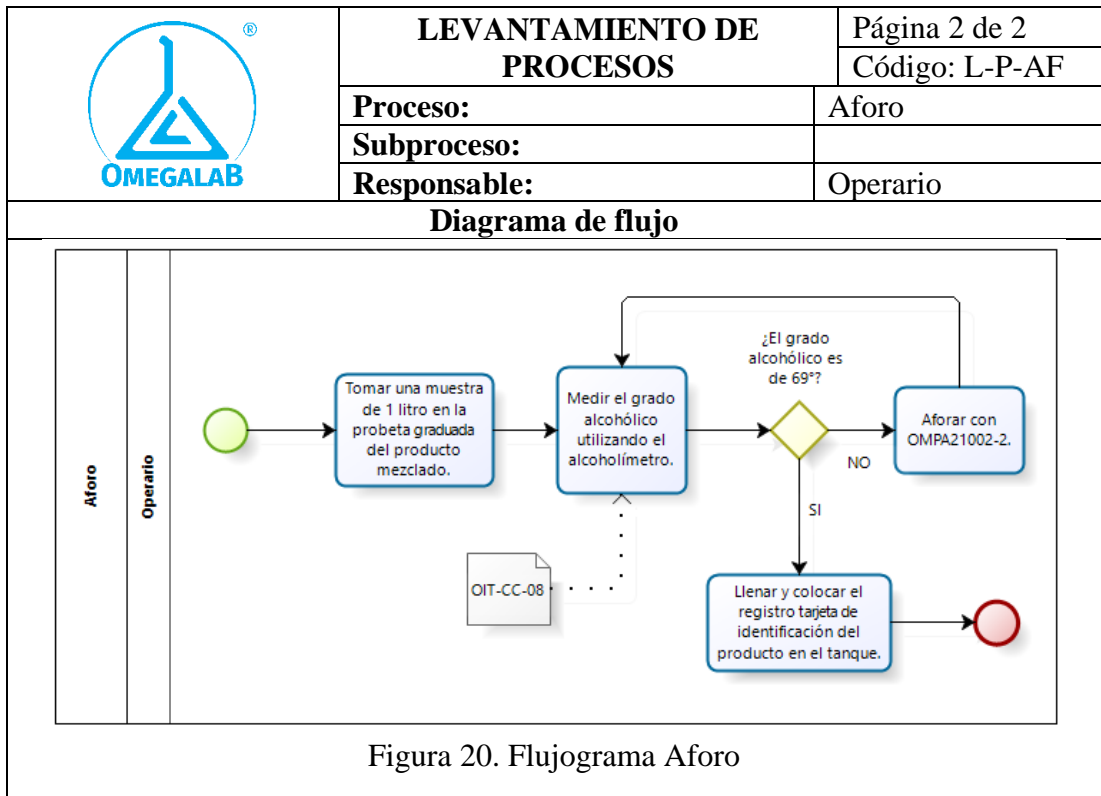 ®
OMEGALAB
LEVANTAMIENTO DE
PROCESOS
Página 2 de 2
Código: L-P-AF
Proceso:
Aforo
Subproceso:
Responsable:
Operario
Diagrama de flujo
Aforo
Operario
Tomar una muestra
de 1 litro en la
probeta graduada
del producto
mezclado.
Medir el grado
alcohólico
utilizando el
alcoholímetro.
OIT-CC-08
¿El grado
alcohólico es
de 69°?
NO
Aforar con
OMPA21002-2.
SI
Llenar y colocar el
registro tarjeta de
identificación del
producto en el tanque.
Figura 20. Flujograma Aforo